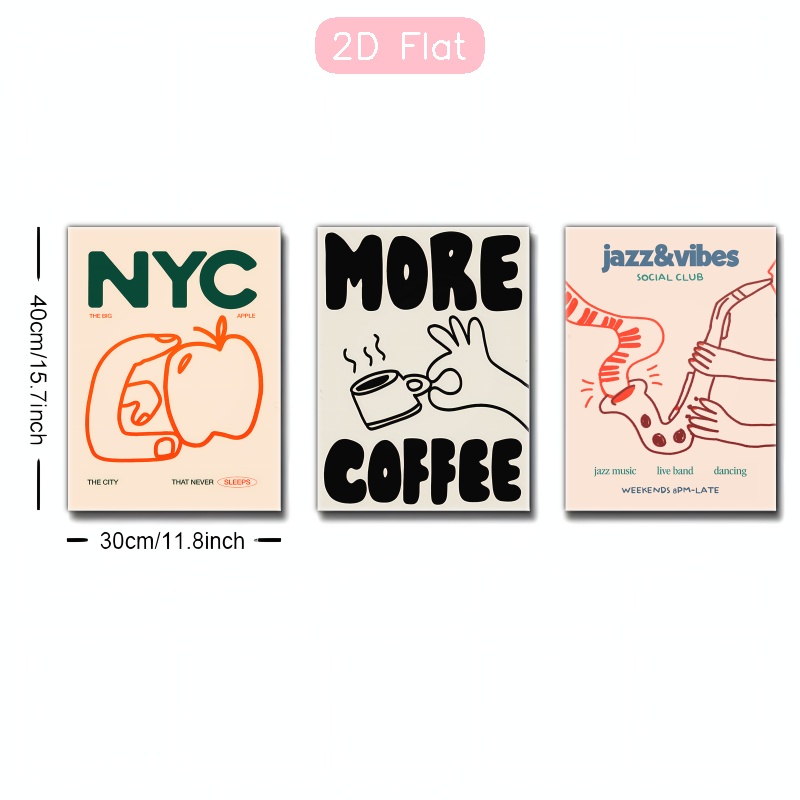 2D Flat
40cm/15.7inch
30cm/11.8inch
NYC
THE BIG APPLE
THE CITY THAT NEVER SLEEPS
MORE
COFFEE
jazz&vibes
SOCIAL CLUB
jazz music live band dancing
WEEKENDS 8PM-LATE